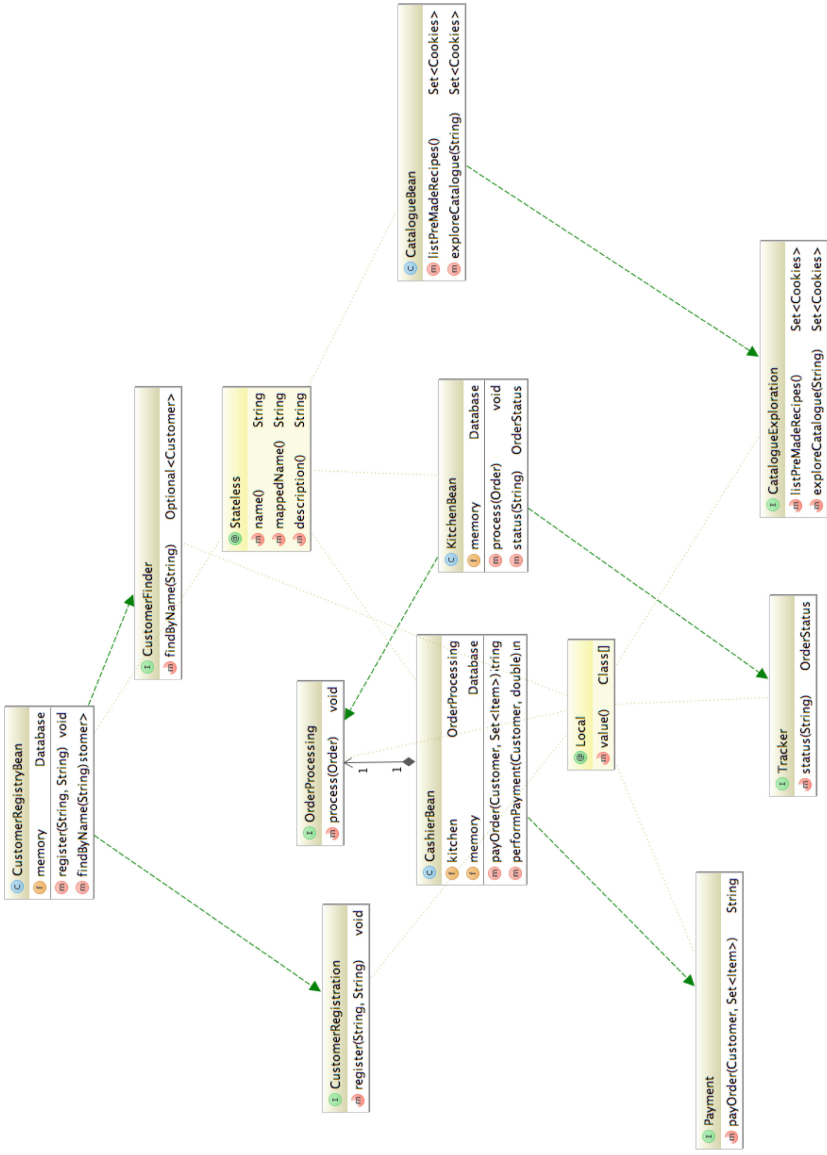 CustomerRegistryBean
memory Database
register(String, String) void
findByName(String) stomer>
CustomerFinder
findByName(String) Optional<Customer>
CustomerRegistration
register(String, String) void
OrderProcessing
process(Order) void
1
1
Stateless
name() String
mappedName() String
description() String
CatalogueBean
listPreMadeRecipes() Set<Cookies>
exploreCatalogue(String) Set<Cookies>
CashierBean
kitchen OrderProcessing
memory Database
payOrder(Customer, Set<Item>) tring
performPayment(Customer, double)
KitchenBean
memory Database
process(Order) void
status(String) OrderStatus
Local
value() Class[]
Payment
payOrder(Customer, Set<Item>) String
Tracker
status(String) OrderStatus
CatalogueExploration
listPreMadeRecipes() Set<Cookies>
exploreCatalogue(String) Set<Cookies>